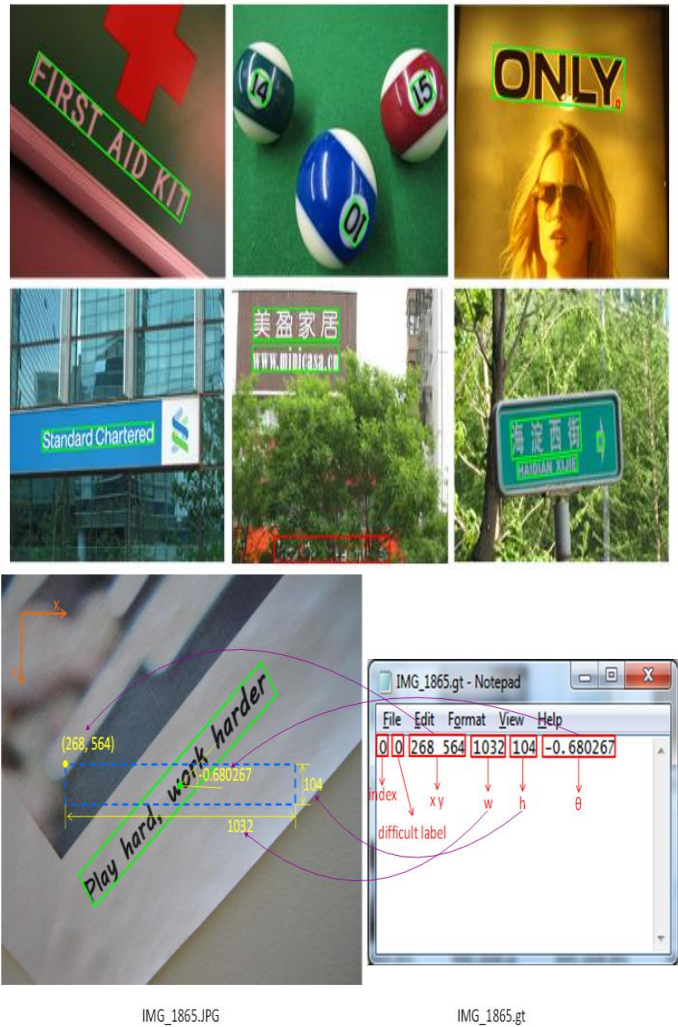 FIRST AID KIT
14
15
10
ONLY
Standard Chartered
美盈家居
www.minicasa.cn
海淀西街
HAIDIAN XIJIE
x
(268, 564)
Play hard, work harder
-0.680267
104
1032
IMG_1865.gt - Notepad
File Edit Format View Help
0 0 268 564 1032 104 -0.680267
index
x y
w
h
θ
difficult label
IMG_1865.JPG
IMG_1865.gt